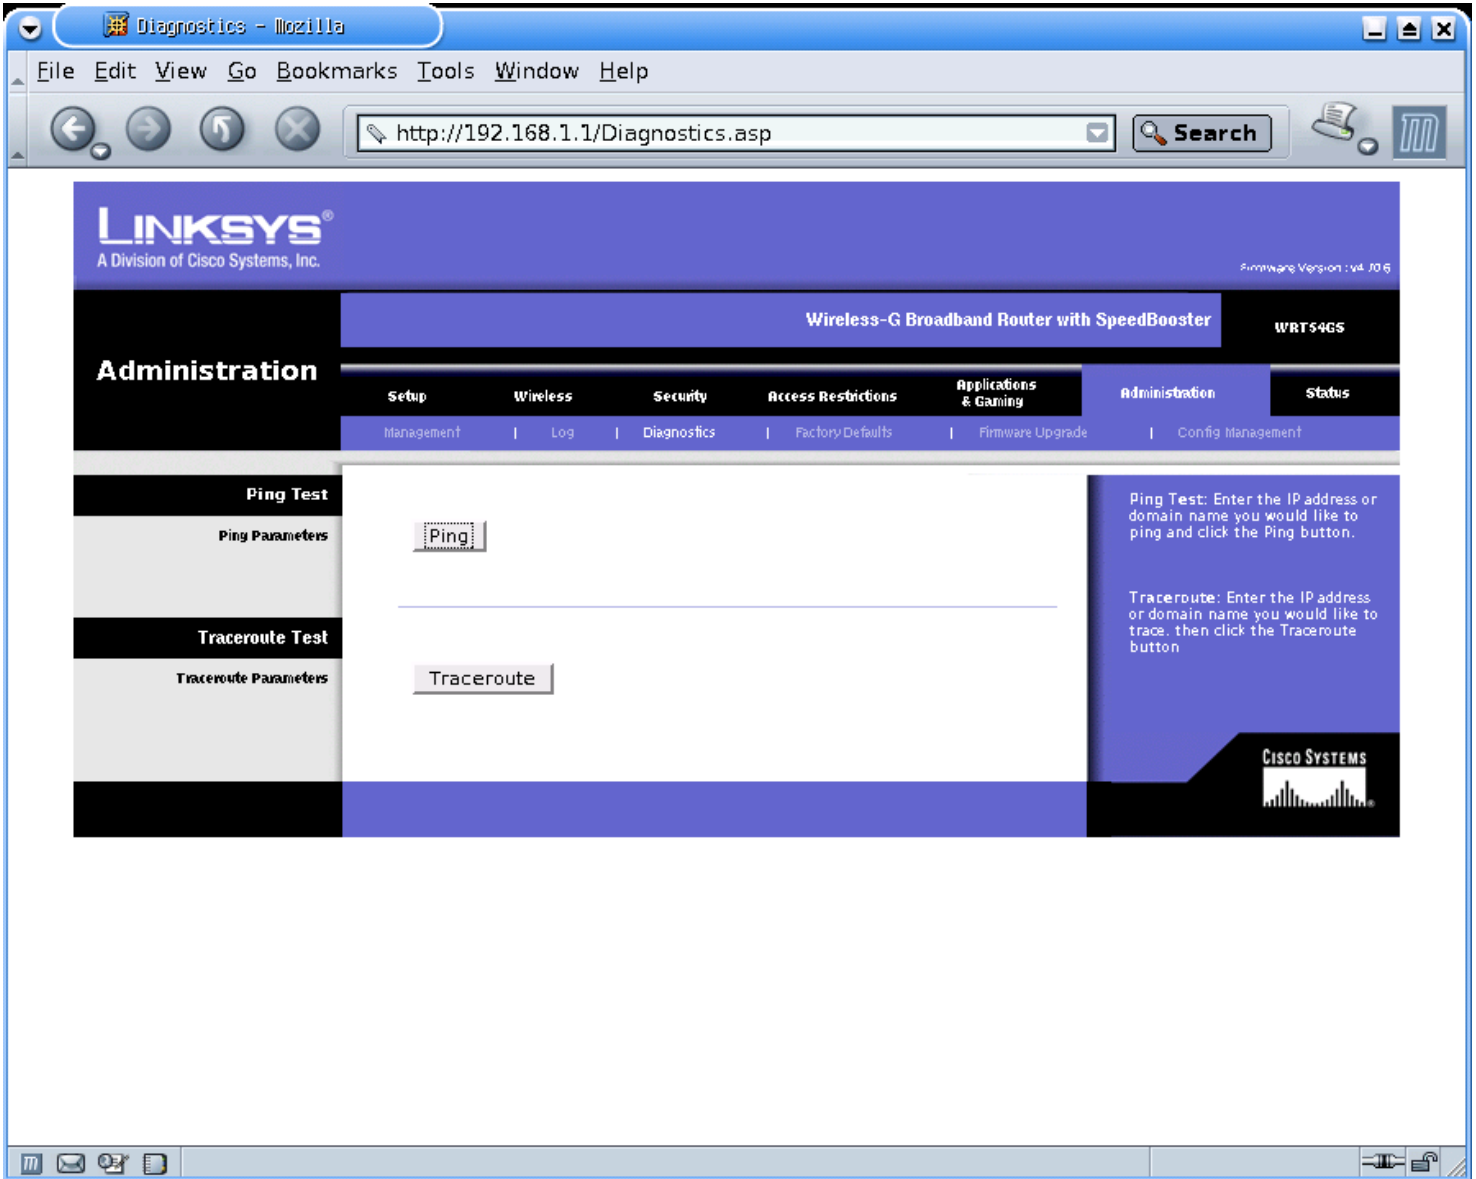 Diagnostics - Mozilla
File Edit View Go Bookmarks Tools Window Help
http://192.168.1.1/Diagnostics.asp Search
LINKSYS®
A Division of Cisco Systems, Inc.
Firmware Version : v4.70.6
Wireless-G Broadband Router with SpeedBooster WRT54GS
Administration
Setup Wireless Security Access Restrictions Applications & Gaming Administration Status
Management | Log | Diagnostics | Factory Defaults | Firmware Upgrade | Config Management
Ping Test
Ping Parameters
Ping
Traceroute Test
Traceroute Parameters
Traceroute
Ping Test: Enter the IP address or
domain name you would like to
ping and click the Ping button.
Traceroute: Enter the IP address
or domain name you would like to
trace. then click the Traceroute
button
CISCO SYSTEMS